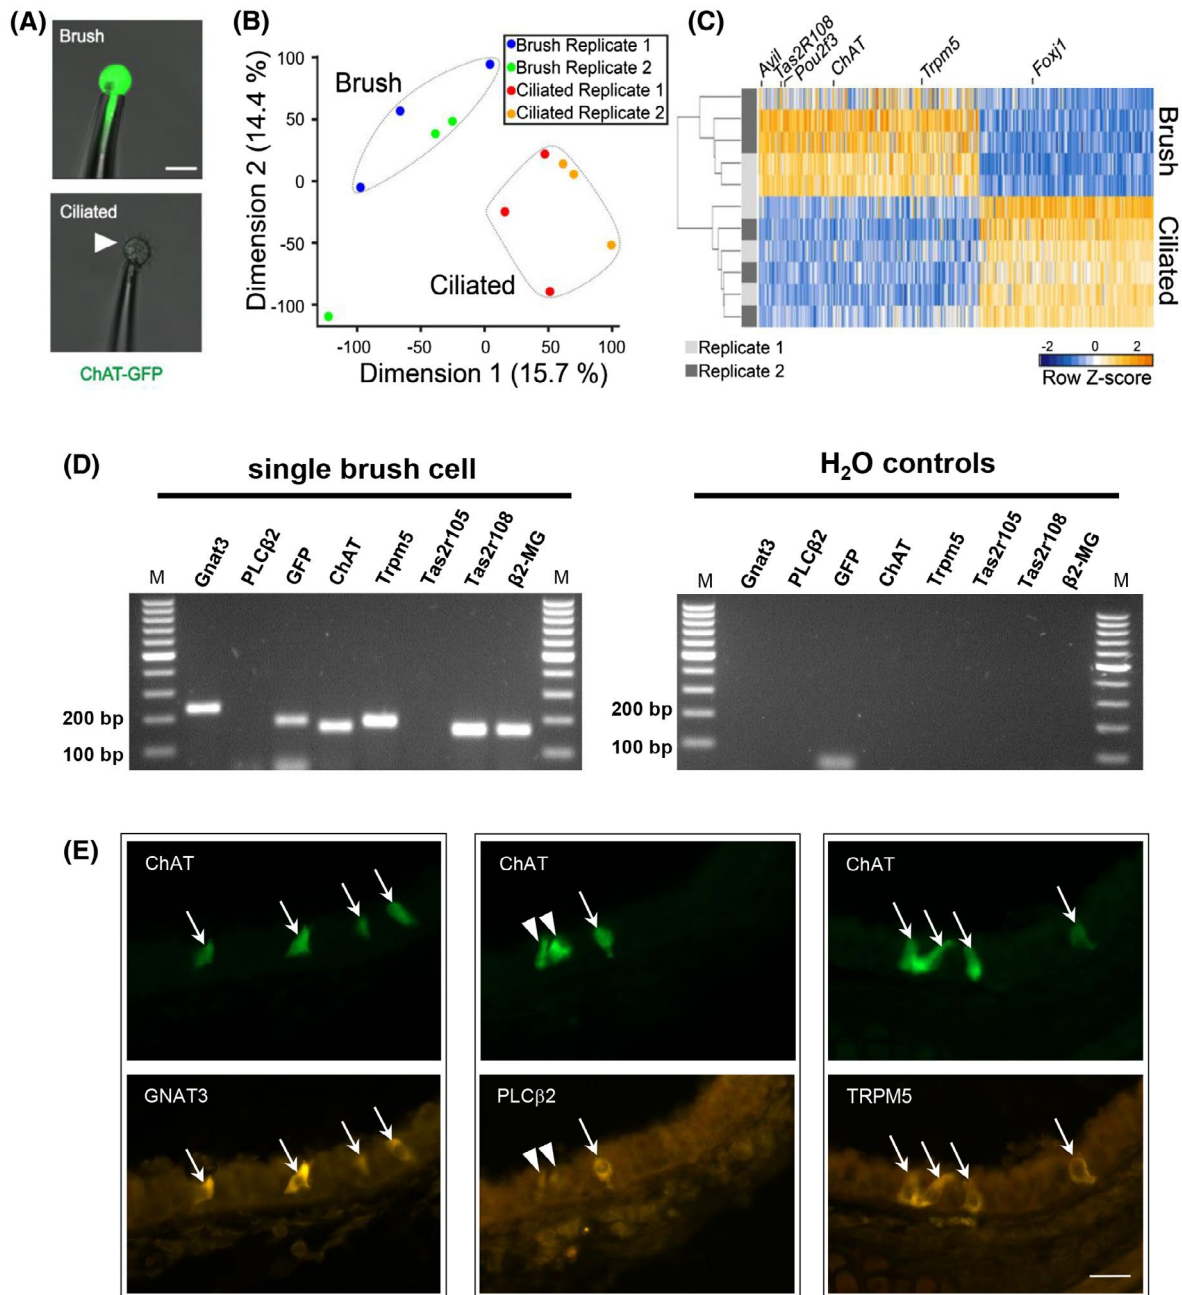 (A)
Brush
Ciliated
ChAT-GFP
(B)
Brush Replicate 1
Brush Replicate 2
Ciliated Replicate 1
Ciliated Replicate 2
Brush
Ciliated
Dimension 2 (14.4 %)
100
50
0
-50
-100
-100
-50
0
50
100
Dimension 1 (15.7 %)
(C)
Avil
Tas2R108
Pou2f3
ChAT
Trpm5
Foxj1
Brush
Ciliated
Replicate 1
Replicate 2
-2 0 2
Row Z-score
(D)
single brush cell
M Gnat3 PLCβ2 GFP ChAT Trpm5 Tas2r105 Tas2r108 β2-MG M
200 bp
100 bp
H₂O controls
M Gnat3 PLCβ2 GFP ChAT Trpm5 Tas2r105 Tas2r108 β2-MG M
200 bp
100 bp
(E)
ChAT
ChAT
ChAT
GNAT3
PLCβ2
TRPM5